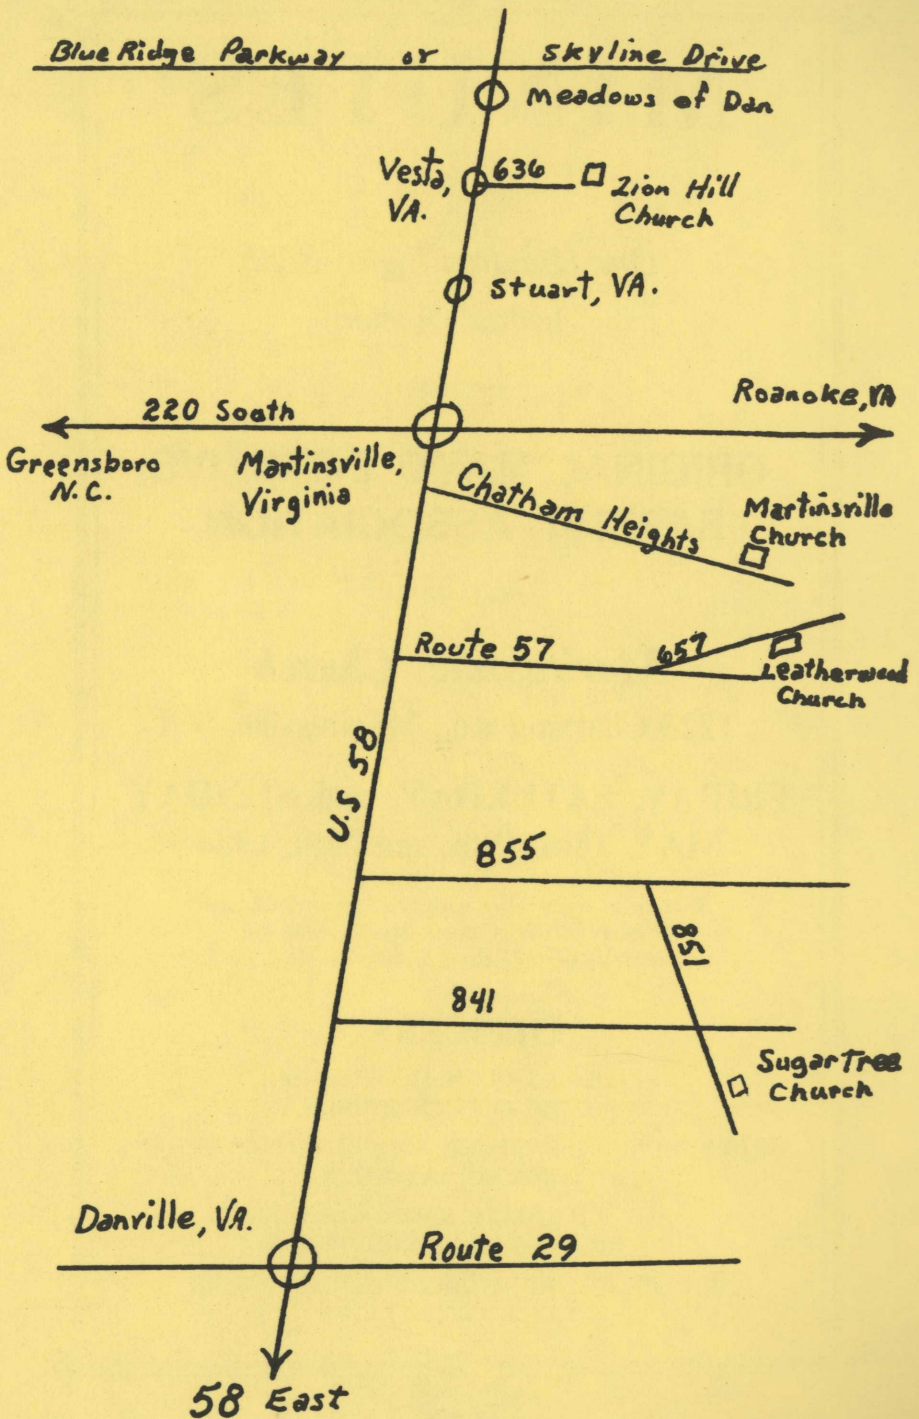 Blue Ridge Parkway or Skyline Drive
Meadows of Dan
Vesta,
VA.
636
Zion Hill
Church
Stuart, VA.
220 South
Roanoke, VA
Greensboro
N.C.
Martinsville,
Virginia
Chatham Heights
Martinsville
Church
Route 57
657
Leatherwood
Church
U.S 58
855
851
841
Sugar Tree
Church
Danville, VA.
Route 29
58 East